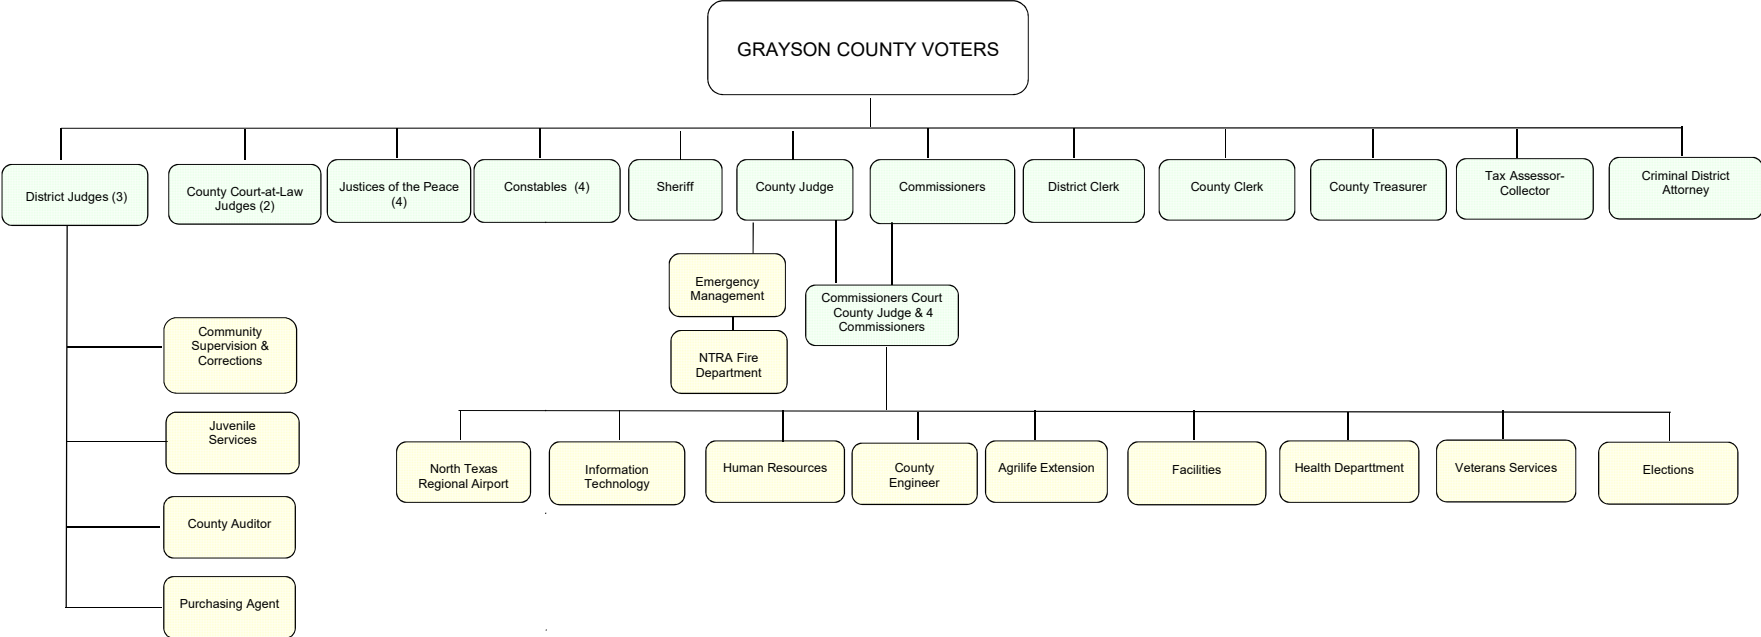 GRAYSON COUNTY VOTERS
District Judges (3)
County Court-at-Law
Judges (2)
Justices of the Peace
(4)
Constables  (4)
Sheriff
County Judge
Commissioners
District Clerk
County Clerk
County Treasurer
Tax Assessor-
Collector
Criminal District
Attorney
Emergency
Management
NTRA Fire
Department
Commissioners Court
County Judge & 4
Commissioners
Community
Supervision &
Corrections
Juvenile
Services
County Auditor
Purchasing Agent
North Texas
Regional Airport
Information
Technology
Human Resources
County
Engineer
Agrilife Extension
Facilities
Health Departtment
Veterans Services
Elections